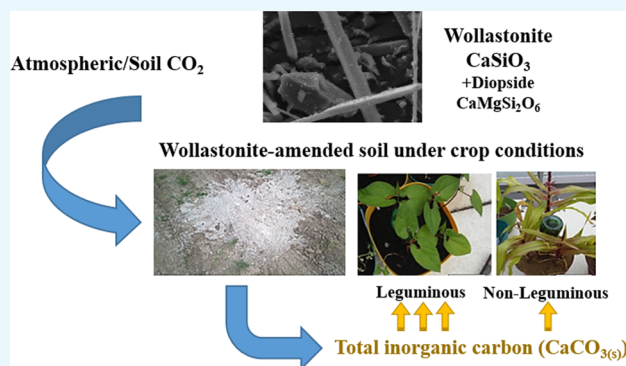 Wollastonite
CaSiO₃
+Diopside
CaMgSi₂O₆
Atmospheric/Soil CO₂
Wollastonite-amended soil under crop conditions
Leguminous
Non-Leguminous
Total inorganic carbon (CaCO₃₍ₛ₎)